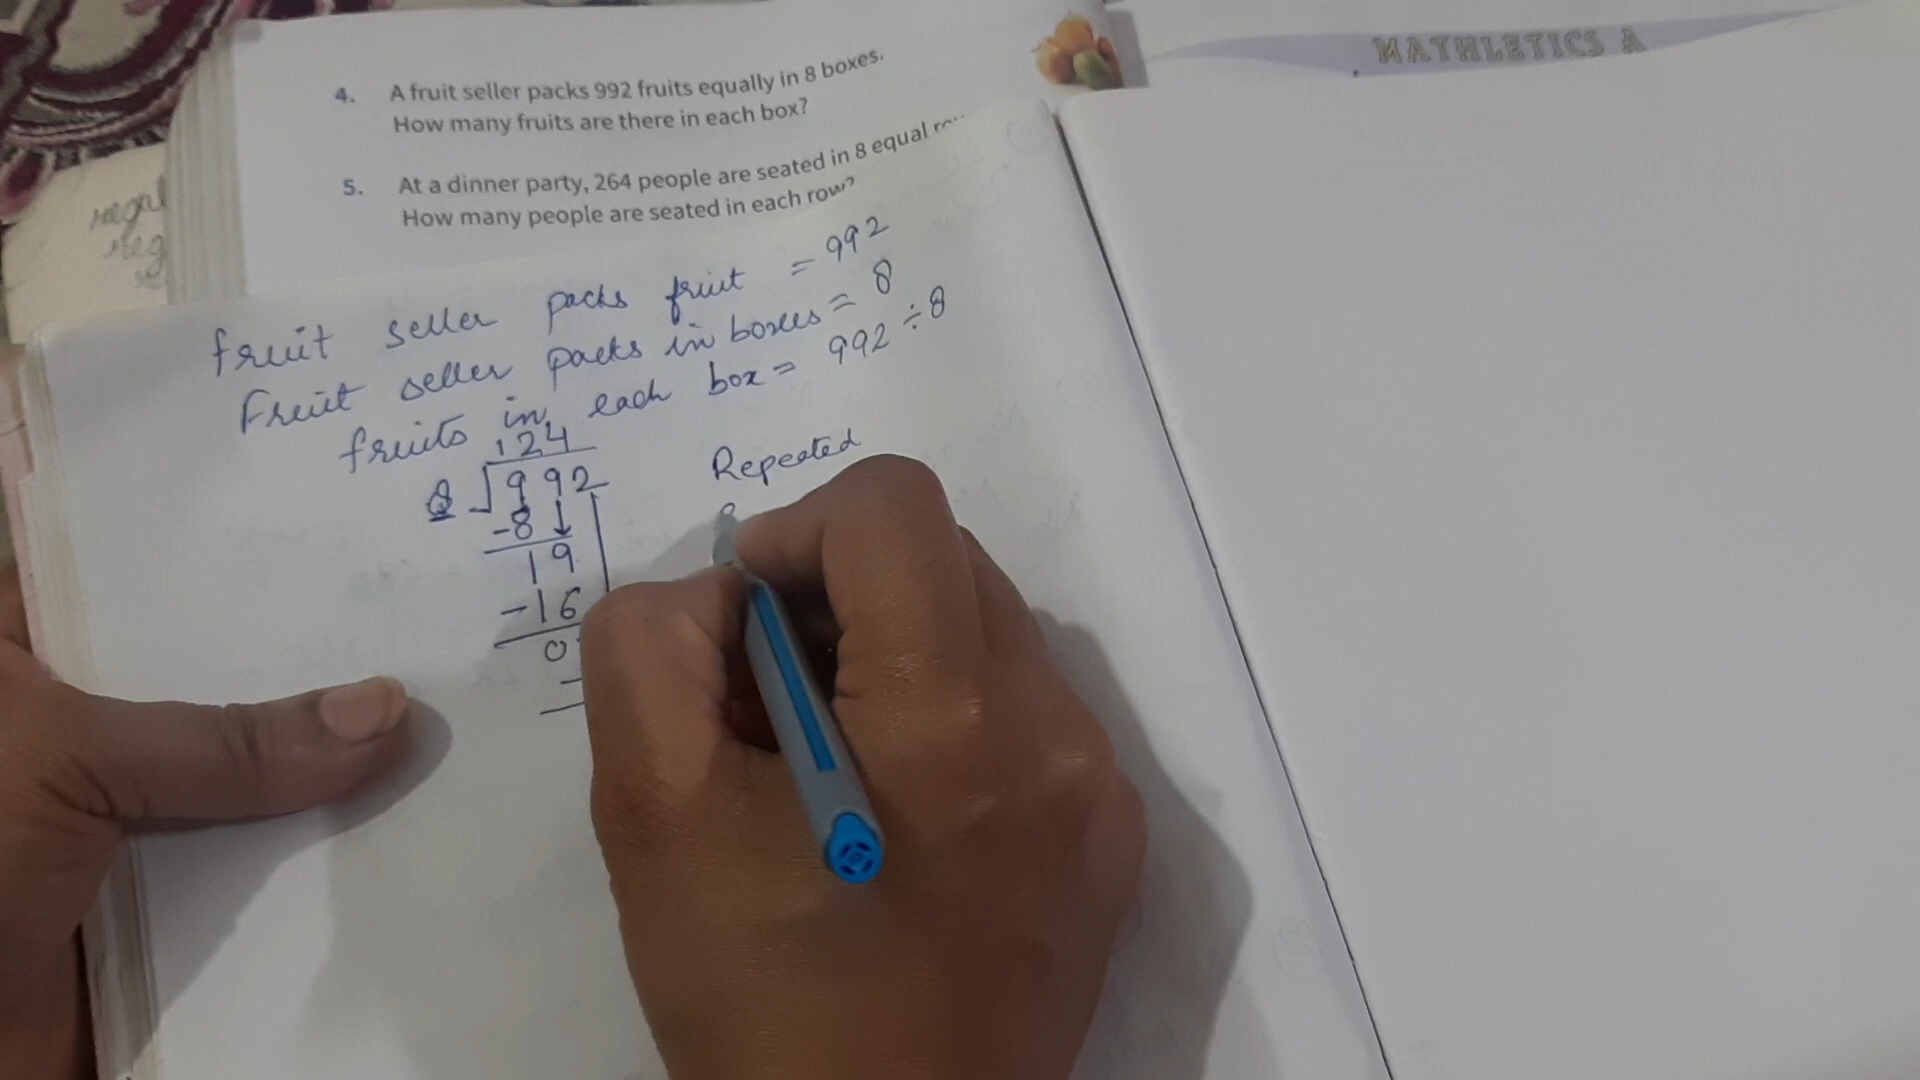 MATHLETICS A
4. A fruit seller packs 992 fruits equally in 8 boxes.
How many fruits are there in each box?
5. At a dinner party, 264 people are seated in 8 equal
How many people are seated in each row?
fruit seller packs fruit = 992
Fruit seller packs in boxes = 8
fruits in each box = 992 ÷ 8
124
8 √992
-8↓
19
-16
0
Repeated